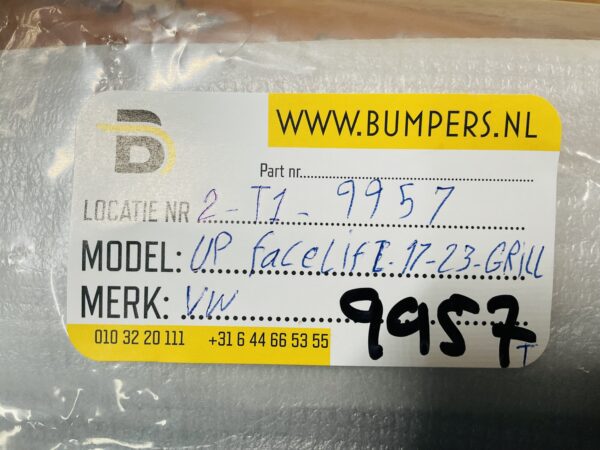 WWW.BUMPERS.NL
B
Part nr.
LOCATIE NR 2-T1-9957
MODEL: UP faceLift-17-23-GRILL
MERK: VW
9957
T
010 32 20 111 +31 6 44 66 53 55